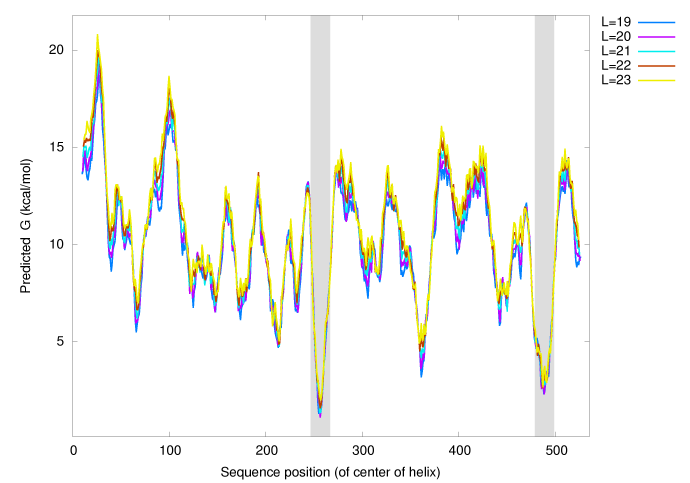 L=19
L=20
L=21
L=22
L=23
20
15
10
5
Predicted G (kcal/mol)
0
100
200
300
400
500
Sequence position (of center of helix)